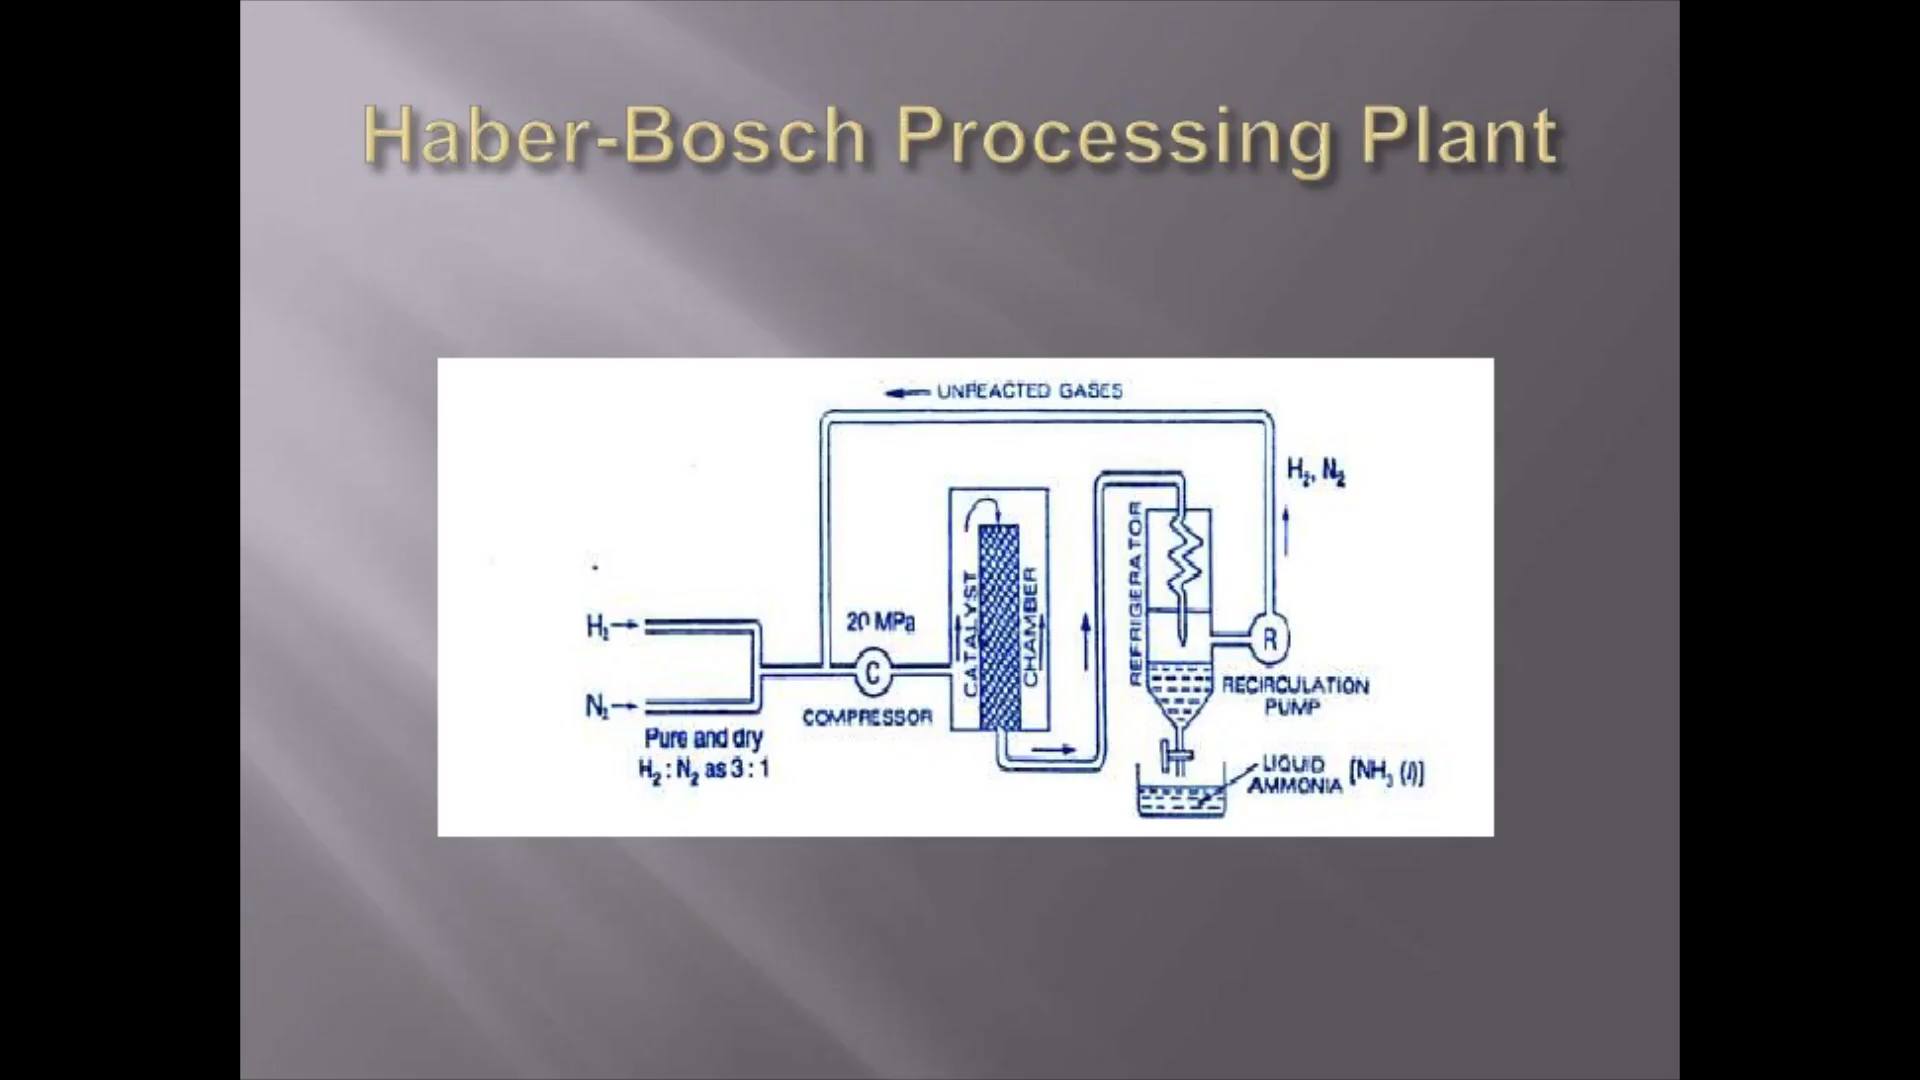 Haber-Bosch Processing Plant
UNREACTED GASES
H₂, N₂
H₂
20 MPa
CATALYST
CHAMBER
REFRIGERATOR
R
C
N₂
COMPRESSOR
RECIRCULATION
PUMP
Pure and dry
H₂ : N₂ as 3 : 1
LIQUID
AMMONIA [NH₃ (l)]